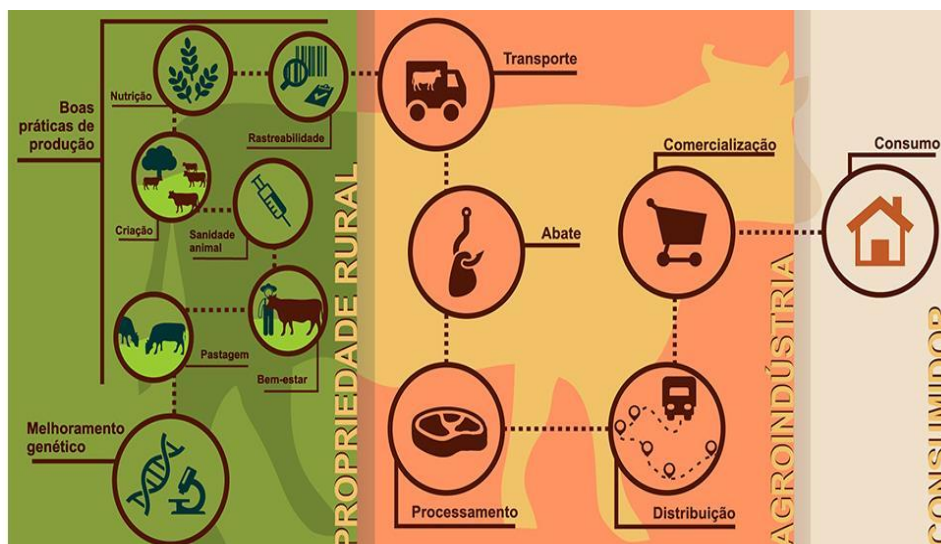 Boas
práticas de
produção
Nutrição
Rastreabilidade
Criação
Sanidade
animal
Pastagem
Bem-estar
Melhoramento
genético
PROPRIEDADE RURAL
Transporte
Abate
Processamento
Distribuição
Comercialização
AGROINDÚSTRIA
Consumo
CONSUMIDOR